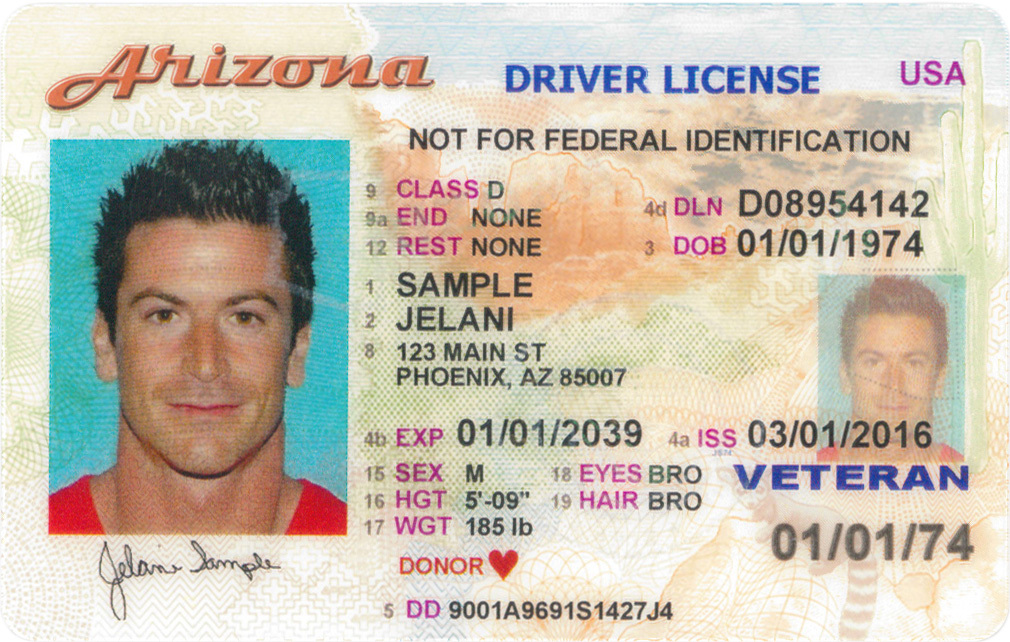 Arizona DRIVER LICENSE USA
NOT FOR FEDERAL IDENTIFICATION
9 CLASS D
9a END NONE 4d DLN D08954142
12 REST NONE 3 DOB 01/01/1974
1 SAMPLE
2 JELANI
8 123 MAIN ST
PHOENIX, AZ 85007
4b EXP 01/01/2039 4a ISS 03/01/2016
15 SEX M 18 EYES BRO VETERAN
16 HGT 5'-09" 19 HAIR BRO
17 WGT 185 lb 01/01/74
Jelani Sample DONOR
5 DD 9001A9691S1427J4